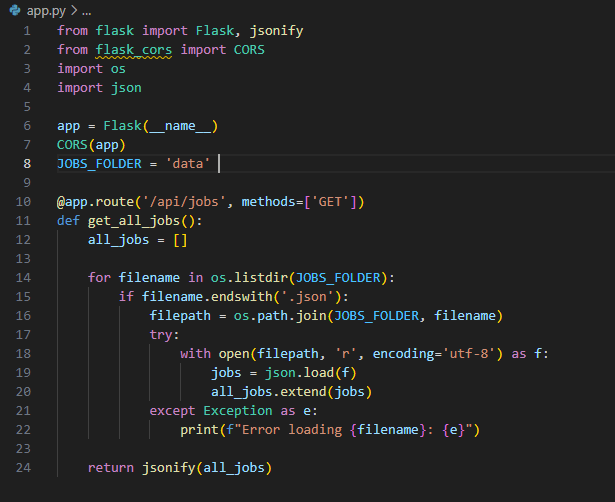 app.py > ...
1 from flask import Flask, jsonify
2 from flask_cors import CORS
3 import os
4 import json
5
6 app = Flask(__name__)
7 CORS(app)
8 JOBS_FOLDER = 'data'
9
10 @app.route('/api/jobs', methods=['GET'])
11 def get_all_jobs():
12     all_jobs = []
13
14     for filename in os.listdir(JOBS_FOLDER):
15         if filename.endswith('.json'):
16             filepath = os.path.join(JOBS_FOLDER, filename)
17             try:
18                 with open(filepath, 'r', encoding='utf-8') as f:
19                     jobs = json.load(f)
20                     all_jobs.extend(jobs)
21             except Exception as e:
22                 print(f"Error loading {filename}: {e}")
23
24     return jsonify(all_jobs)